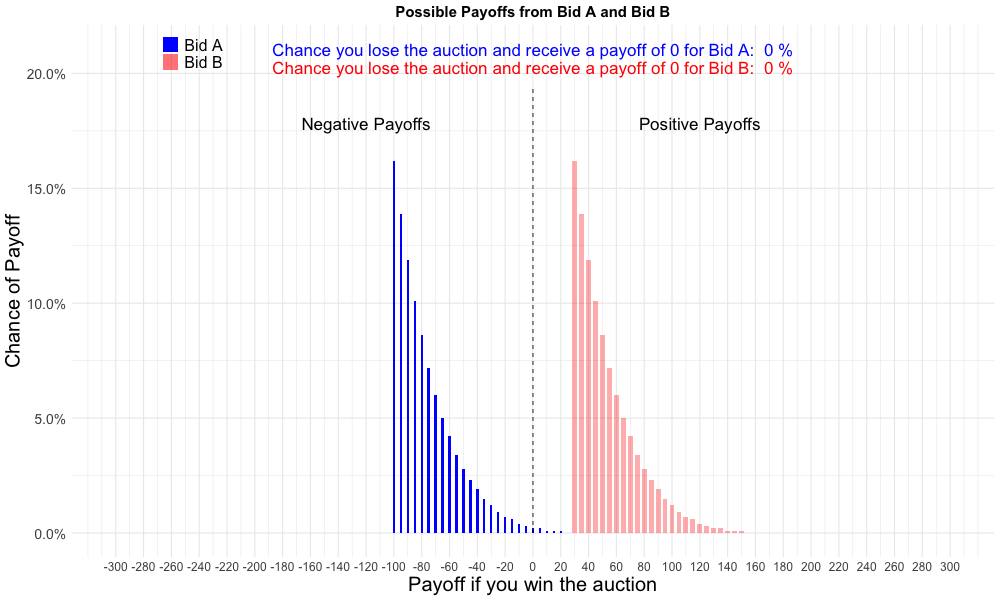 Possible Payoffs from Bid A and Bid B
Bid A
Bid B
Chance you lose the auction and receive a payoff of 0 for Bid A:  0 %
Chance you lose the auction and receive a payoff of 0 for Bid B:  0 %
Negative Payoffs
Positive Payoffs
Chance of Payoff
20.0%
15.0%
10.0%
5.0%
0.0%
-300 -280 -260 -240 -220 -200 -180 -160 -140 -120 -100 -80 -60 -40 -20 0 20 40 60 80 100 120 140 160 180 200 220 240 260 280 300
Payoff if you win the auction